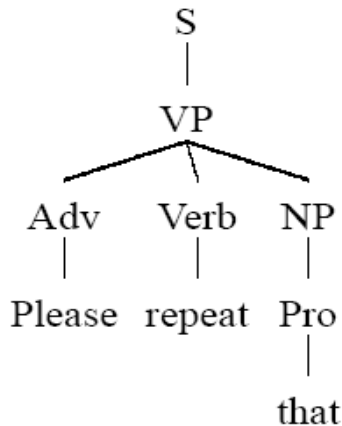 S
VP
Adv Verb NP
Please repeat Pro
that